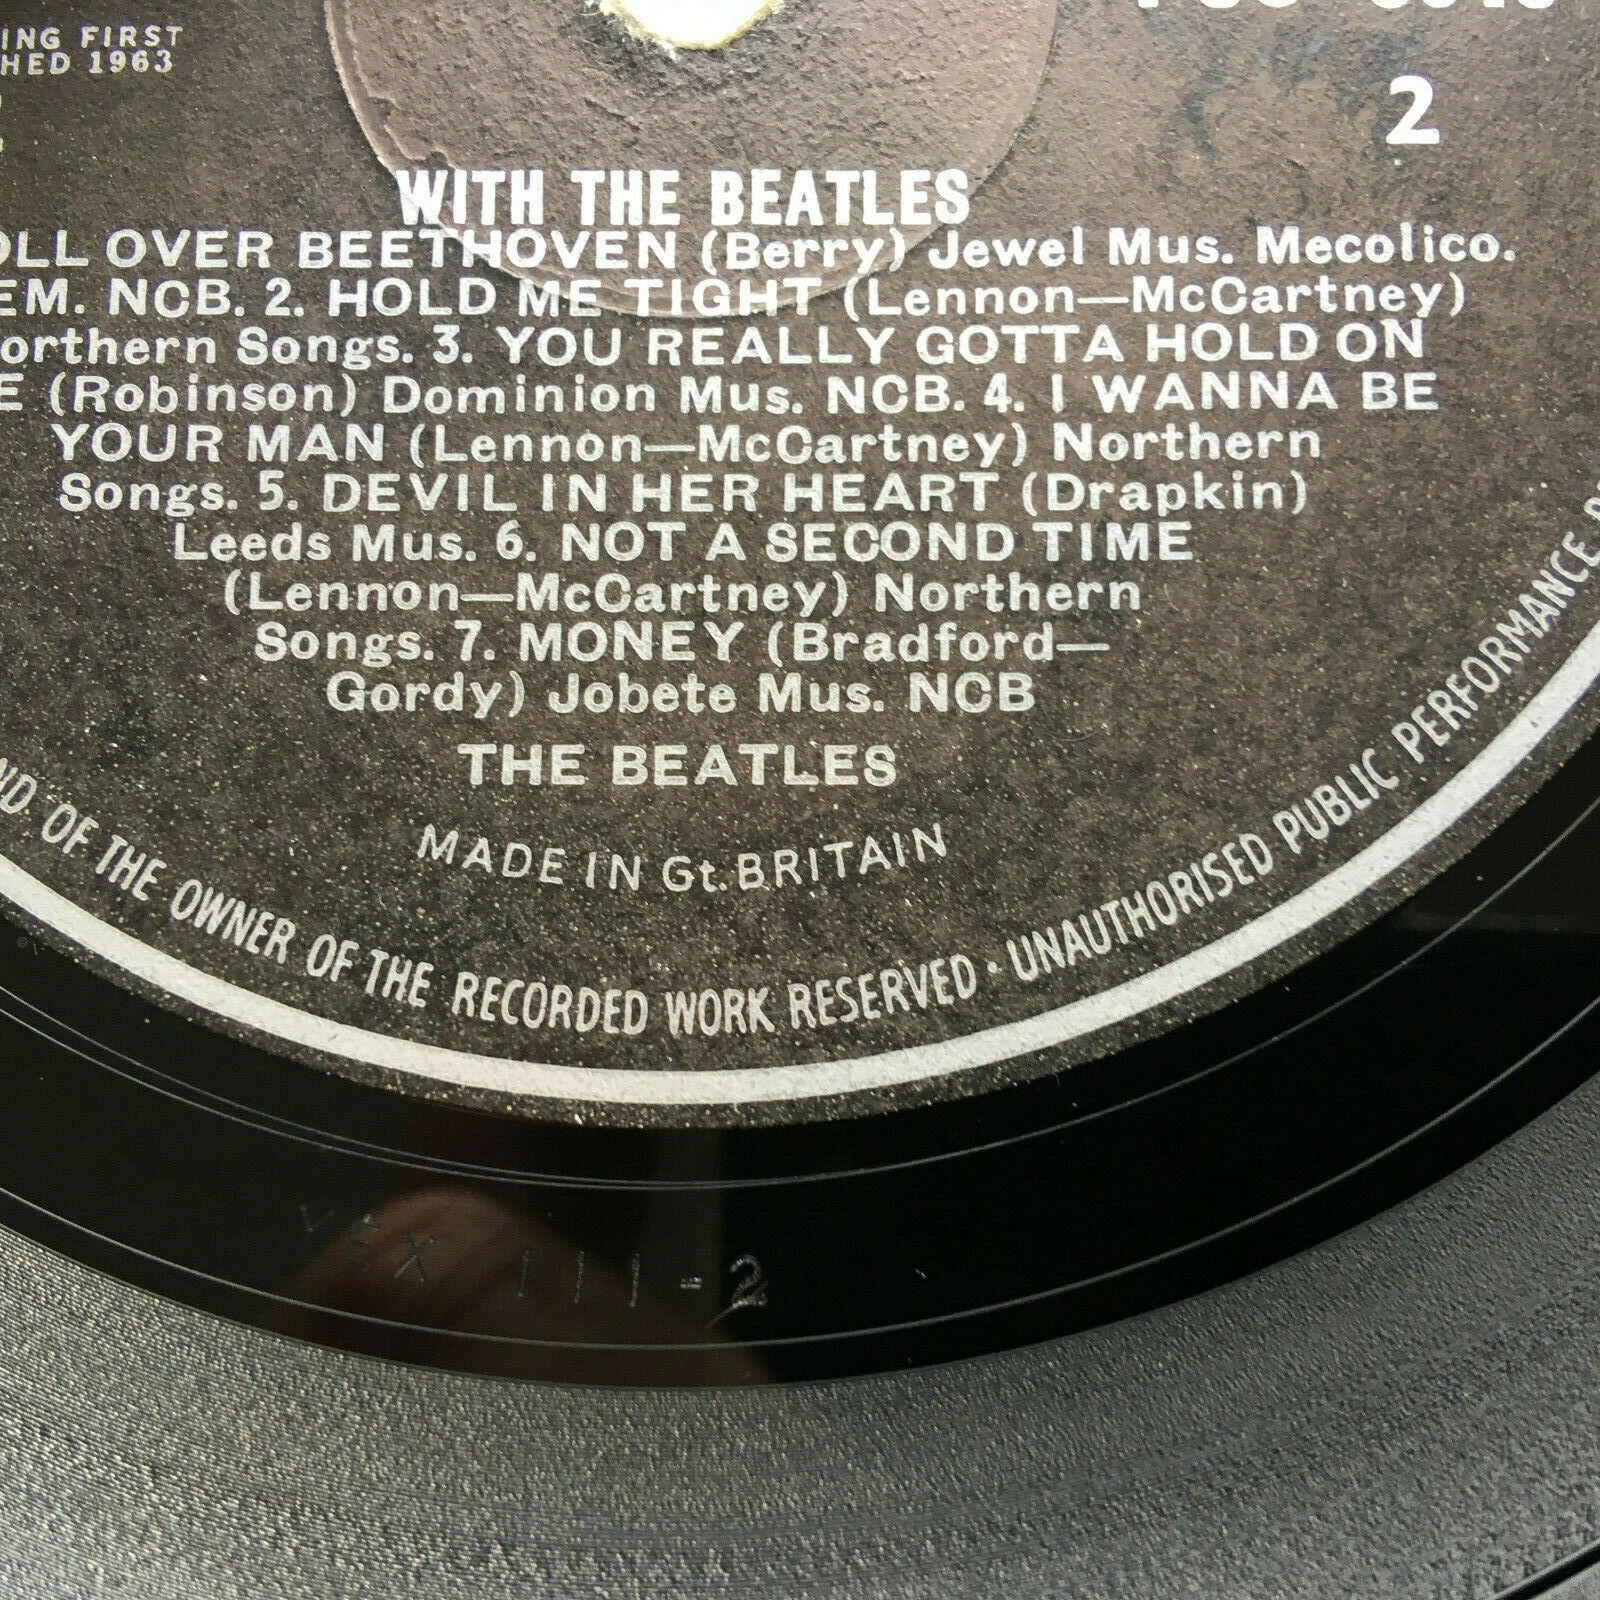 ING FIRST
HED 1963
2
WITH THE BEATLES
OLL OVER BEETHOVEN (Berry) Jewel Mus. Mecolico.
EM. NCB. 2. HOLD ME TIGHT (Lennon—McCartney)
orthern Songs. 3. YOU REALLY GOTTA HOLD ON
E (Robinson) Dominion Mus. NCB. 4. I WANNA BE
YOUR MAN (Lennon—McCartney) Northern
Songs. 5. DEVIL IN HER HEART (Drapkin)
Leeds Mus. 6. NOT A SECOND TIME
(Lennon—McCartney) Northern
Songs. 7. MONEY (Bradford—
Gordy) Jobete Mus. NCB
THE BEATLES
MADE IN Gt. BRITAIN
ND OF THE OWNER OF THE RECORDED WORK RESERVED · UNAUTHORISED PUBLIC PERFORMANCE
YEX 111-2